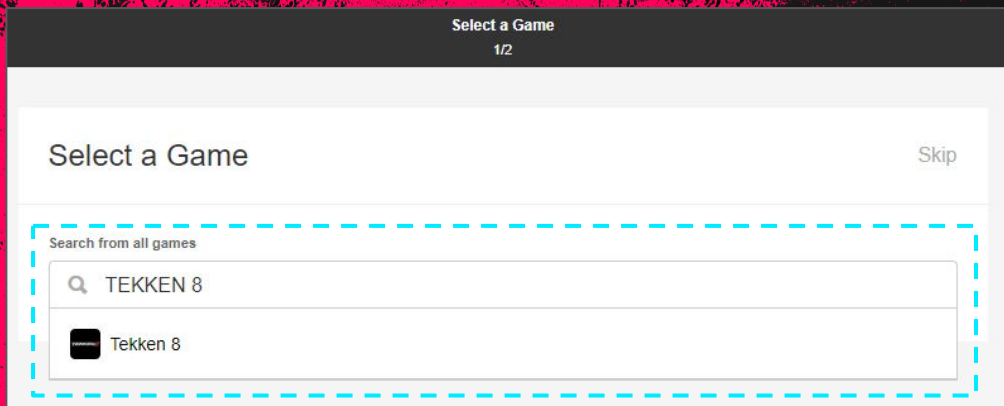 Select a Game
1/2
Select a Game
Skip
Search from all games
TEKKEN 8
Tekken 8